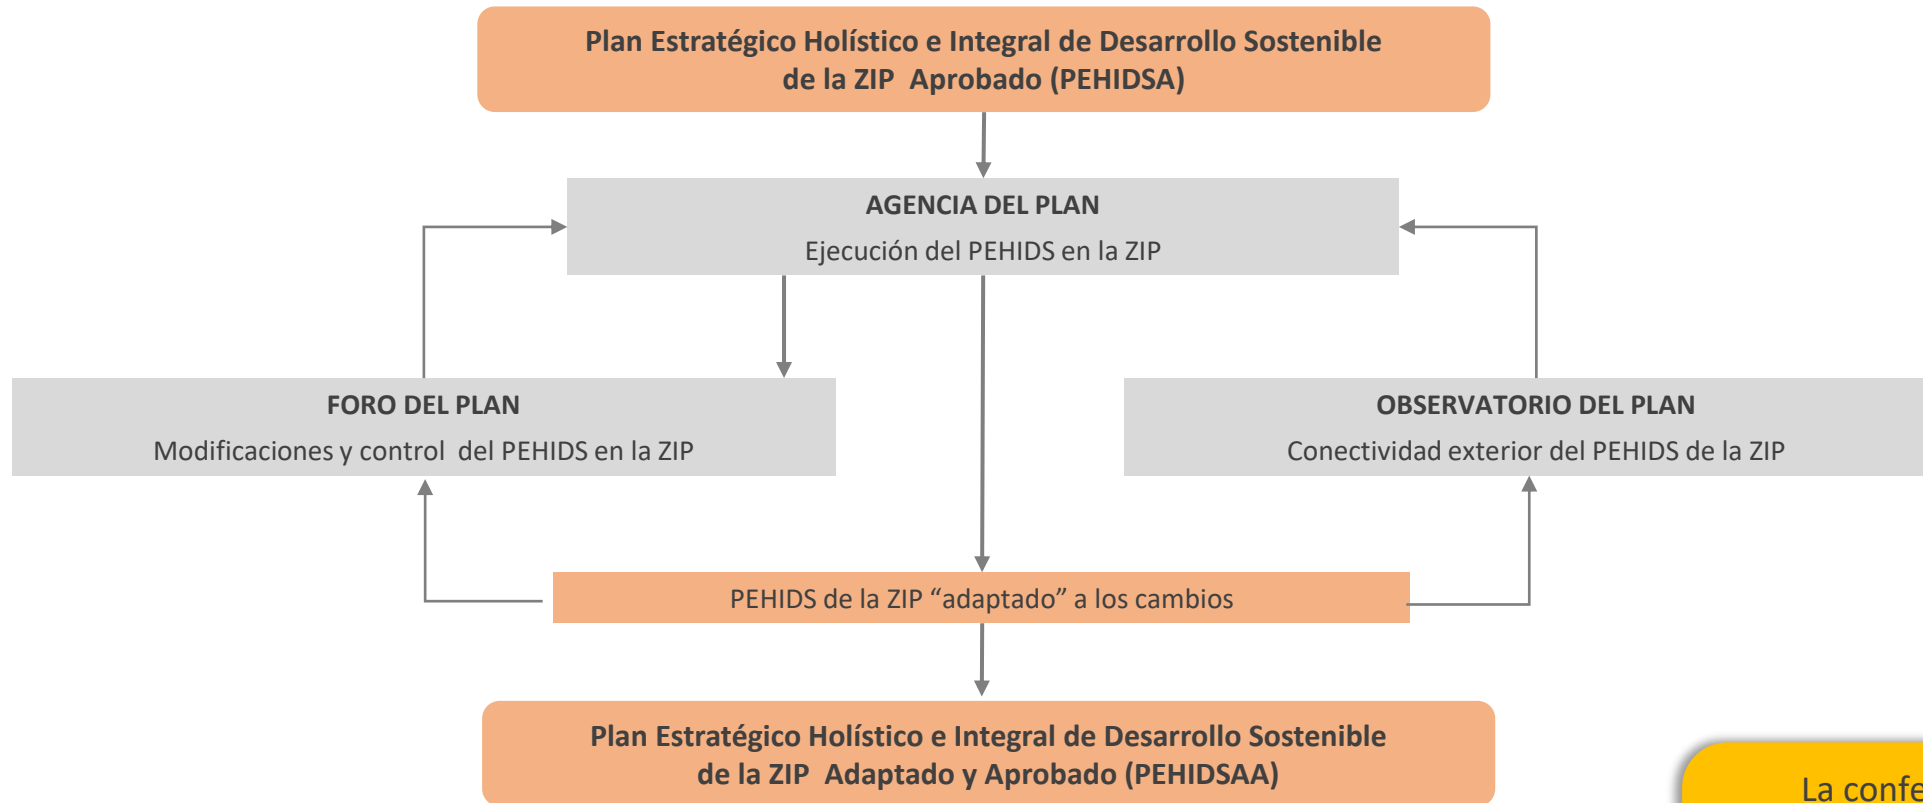 Plan Estratégico Holístico e Integral de Desarrollo Sostenible
de la ZIP Aprobado (PEHIDSA)
AGENCIA DEL PLAN
Ejecución del PEHIDS en la ZIP
FORO DEL PLAN
Modificaciones y control del PEHIDS en la ZIP
OBSERVATORIO DEL PLAN
Conectividad exterior del PEHIDS de la ZIP
PEHIDS de la ZIP “adaptado” a los cambios
Plan Estratégico Holístico e Integral de Desarrollo Sostenible
de la ZIP Adaptado y Aprobado (PEHIDSAA)
La